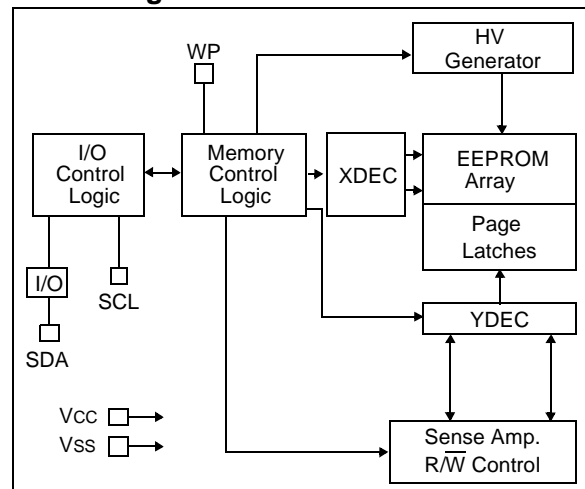 HV
Generator
WP
I/O
Control
Logic
Memory
Control
Logic
XDEC
EEPROM
Array
Page
Latches
I/O
SCL
SDA
YDEC
VCC
VSS
Sense Amp.
R/W̅ Control